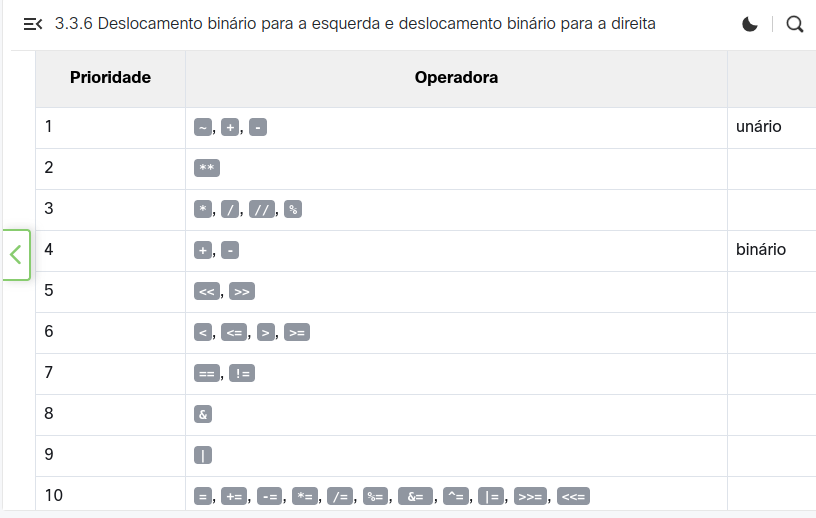 3.3.6 Deslocamento binário para a esquerda e deslocamento binário para a direita
Prioridade Operadora
1 ~, +, - unário
2 **
3 *, /, //, %
4 +, - binário
5 <<, >>
6 <, <=, >, >=
7 ==, !=
8 &
9 |
10 =, +=, -=, *=, /=, %=, &=, ^=, |=, >>=, <<=